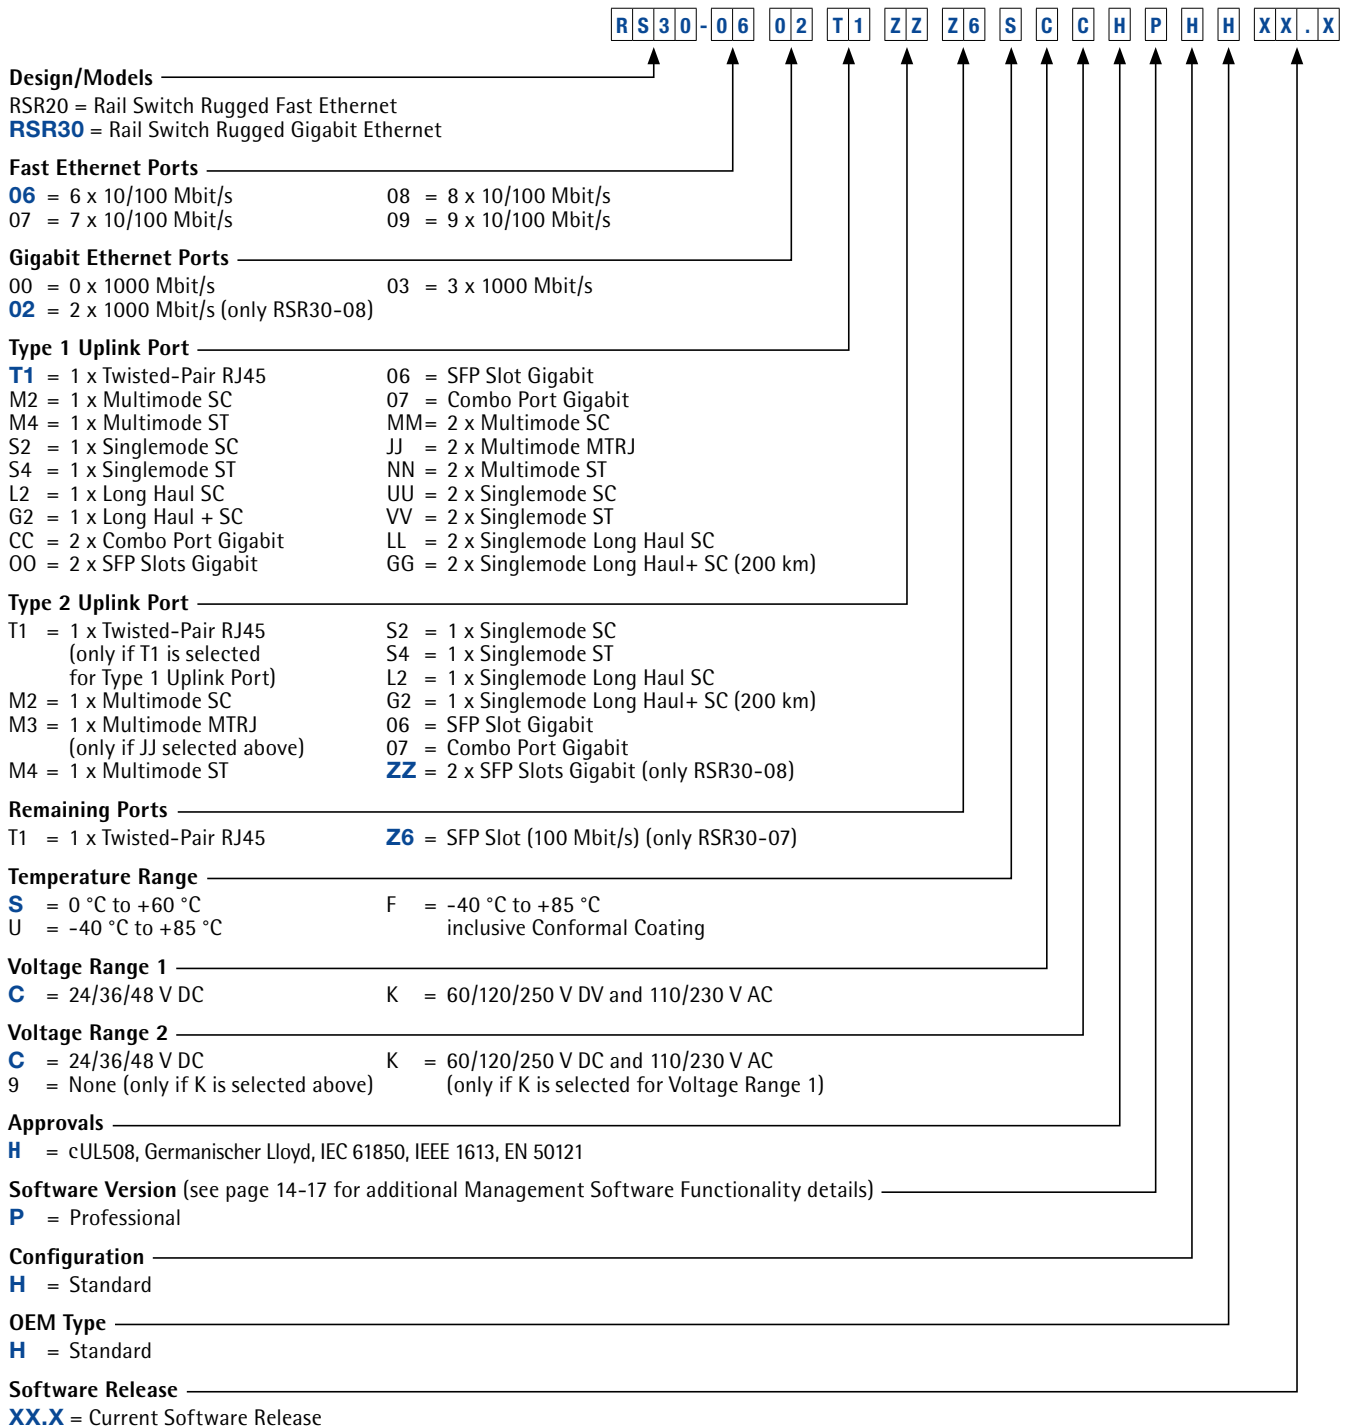 RS30-06 02 T1 ZZ Z6 S C C H P H H XX.X
Design/Models
RSR20 = Rail Switch Rugged Fast Ethernet
RSR30 = Rail Switch Rugged Gigabit Ethernet
Fast Ethernet Ports
06 = 6 x 10/100 Mbit/s 08 = 8 x 10/100 Mbit/s
07 = 7 x 10/100 Mbit/s 09 = 9 x 10/100 Mbit/s
Gigabit Ethernet Ports
00 = 0 x 1000 Mbit/s 03 = 3 x 1000 Mbit/s
02 = 2 x 1000 Mbit/s (only RSR30-08)
Type 1 Uplink Port
T1 = 1 x Twisted-Pair RJ45 06 = SFP Slot Gigabit
M2 = 1 x Multimode SC 07 = Combo Port Gigabit
M4 = 1 x Multimode ST MM= 2 x Multimode SC
S2 = 1 x Singlemode SC JJ = 2 x Multimode MTRJ
S4 = 1 x Singlemode ST NN = 2 x Multimode ST
L2 = 1 x Long Haul SC UU = 2 x Singlemode SC
G2 = 1 x Long Haul + SC VV = 2 x Singlemode ST
CC = 2 x Combo Port Gigabit LL = 2 x Singlemode Long Haul SC
OO = 2 x SFP Slots Gigabit GG = 2 x Singlemode Long Haul+ SC (200 km)
Type 2 Uplink Port
T1 = 1 x Twisted-Pair RJ45 S2 = 1 x Singlemode SC
(only if T1 is selected S4 = 1 x Singlemode ST
for Type 1 Uplink Port) L2 = 1 x Singlemode Long Haul SC
M2 = 1 x Multimode SC G2 = 1 x Singlemode Long Haul+ SC (200 km)
M3 = 1 x Multimode MTRJ 06 = SFP Slot Gigabit
(only if JJ selected above) 07 = Combo Port Gigabit
M4 = 1 x Multimode ST ZZ = 2 x SFP Slots Gigabit (only RSR30-08)
Remaining Ports
T1 = 1 x Twisted-Pair RJ45 Z6 = SFP Slot (100 Mbit/s) (only RSR30-07)
Temperature Range
S = 0 °C to +60 °C F = -40 °C to +85 °C
U = -40 °C to +85 °C inclusive Conformal Coating
Voltage Range 1
C = 24/36/48 V DC K = 60/120/250 V DV and 110/230 V AC
Voltage Range 2
C = 24/36/48 V DC K = 60/120/250 V DC and 110/230 V AC
9 = None (only if K is selected above) (only if K is selected for Voltage Range 1)
Approvals
H = cUL508, Germanischer Lloyd, IEC 61850, IEEE 1613, EN 50121
Software Version (see page 14-17 for additional Management Software Functionality details)
P = Professional
Configuration
H = Standard
OEM Type
H = Standard
Software Release
XX.X = Current Software Release